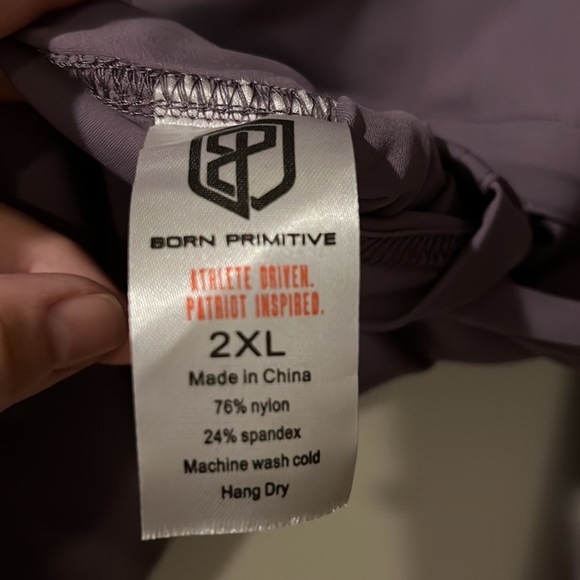 BORN PRIMITIVE
ATHLETE DRIVEN.
PATRIOT INSPIRED.
2XL
Made in China
76% nylon
24% spandex
Machine wash cold
Hang Dry